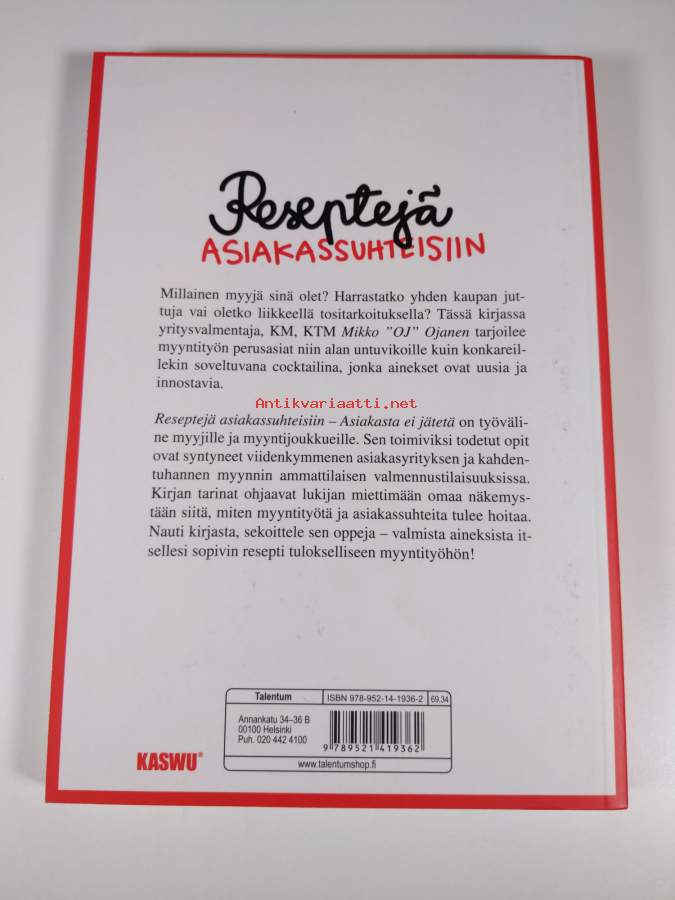 Reseptejä
ASIAKASSUHTEISIIN
Millainen myyjä sinä olet? Harrastatko yhden kaupan jut-
tuja vai oletko liikkeellä tositarkoituksella? Tässä kirjassa
yritysvalmentaja, KM, KTM Mikko ”OJ” Ojanen tarjoilee
myyntityön perusasiat niin alan untuvikoille kuin konkareil-
lekin soveltuvana cocktailina, jonka ainekset ovat uusia ja
innostavia.
Antikvariaatti.net
Reseptejä asiakassuhteisiin – Asiakasta ei jätetä on työväli-
ne myyjille ja myyntijoukkueille. Sen toimiviksi todetut opit
ovat syntyneet viidenkymmenen asiakasyrityksen ja kahden-
tuhannen myynnin ammattilaisen valmennustilaisuuksissa.
Kirjan tarinat ohjaavat lukijan miettimään omaa näkemys-
tään siitä, miten myyntityötä ja asiakassuhteita tulee hoitaa.
Nauti kirjasta, sekoittele sen oppeja – valmista aineksista it-
sellesi sopivin resepti tulokselliseen myyntityöhön!
Talentum
ISBN 978-952-14-1936-2
69.34
Annankatu 34–36 B
00100 Helsinki
Puh. 020 442 4100
9 789521 419362
www.talentumshop.fi
KASWU®